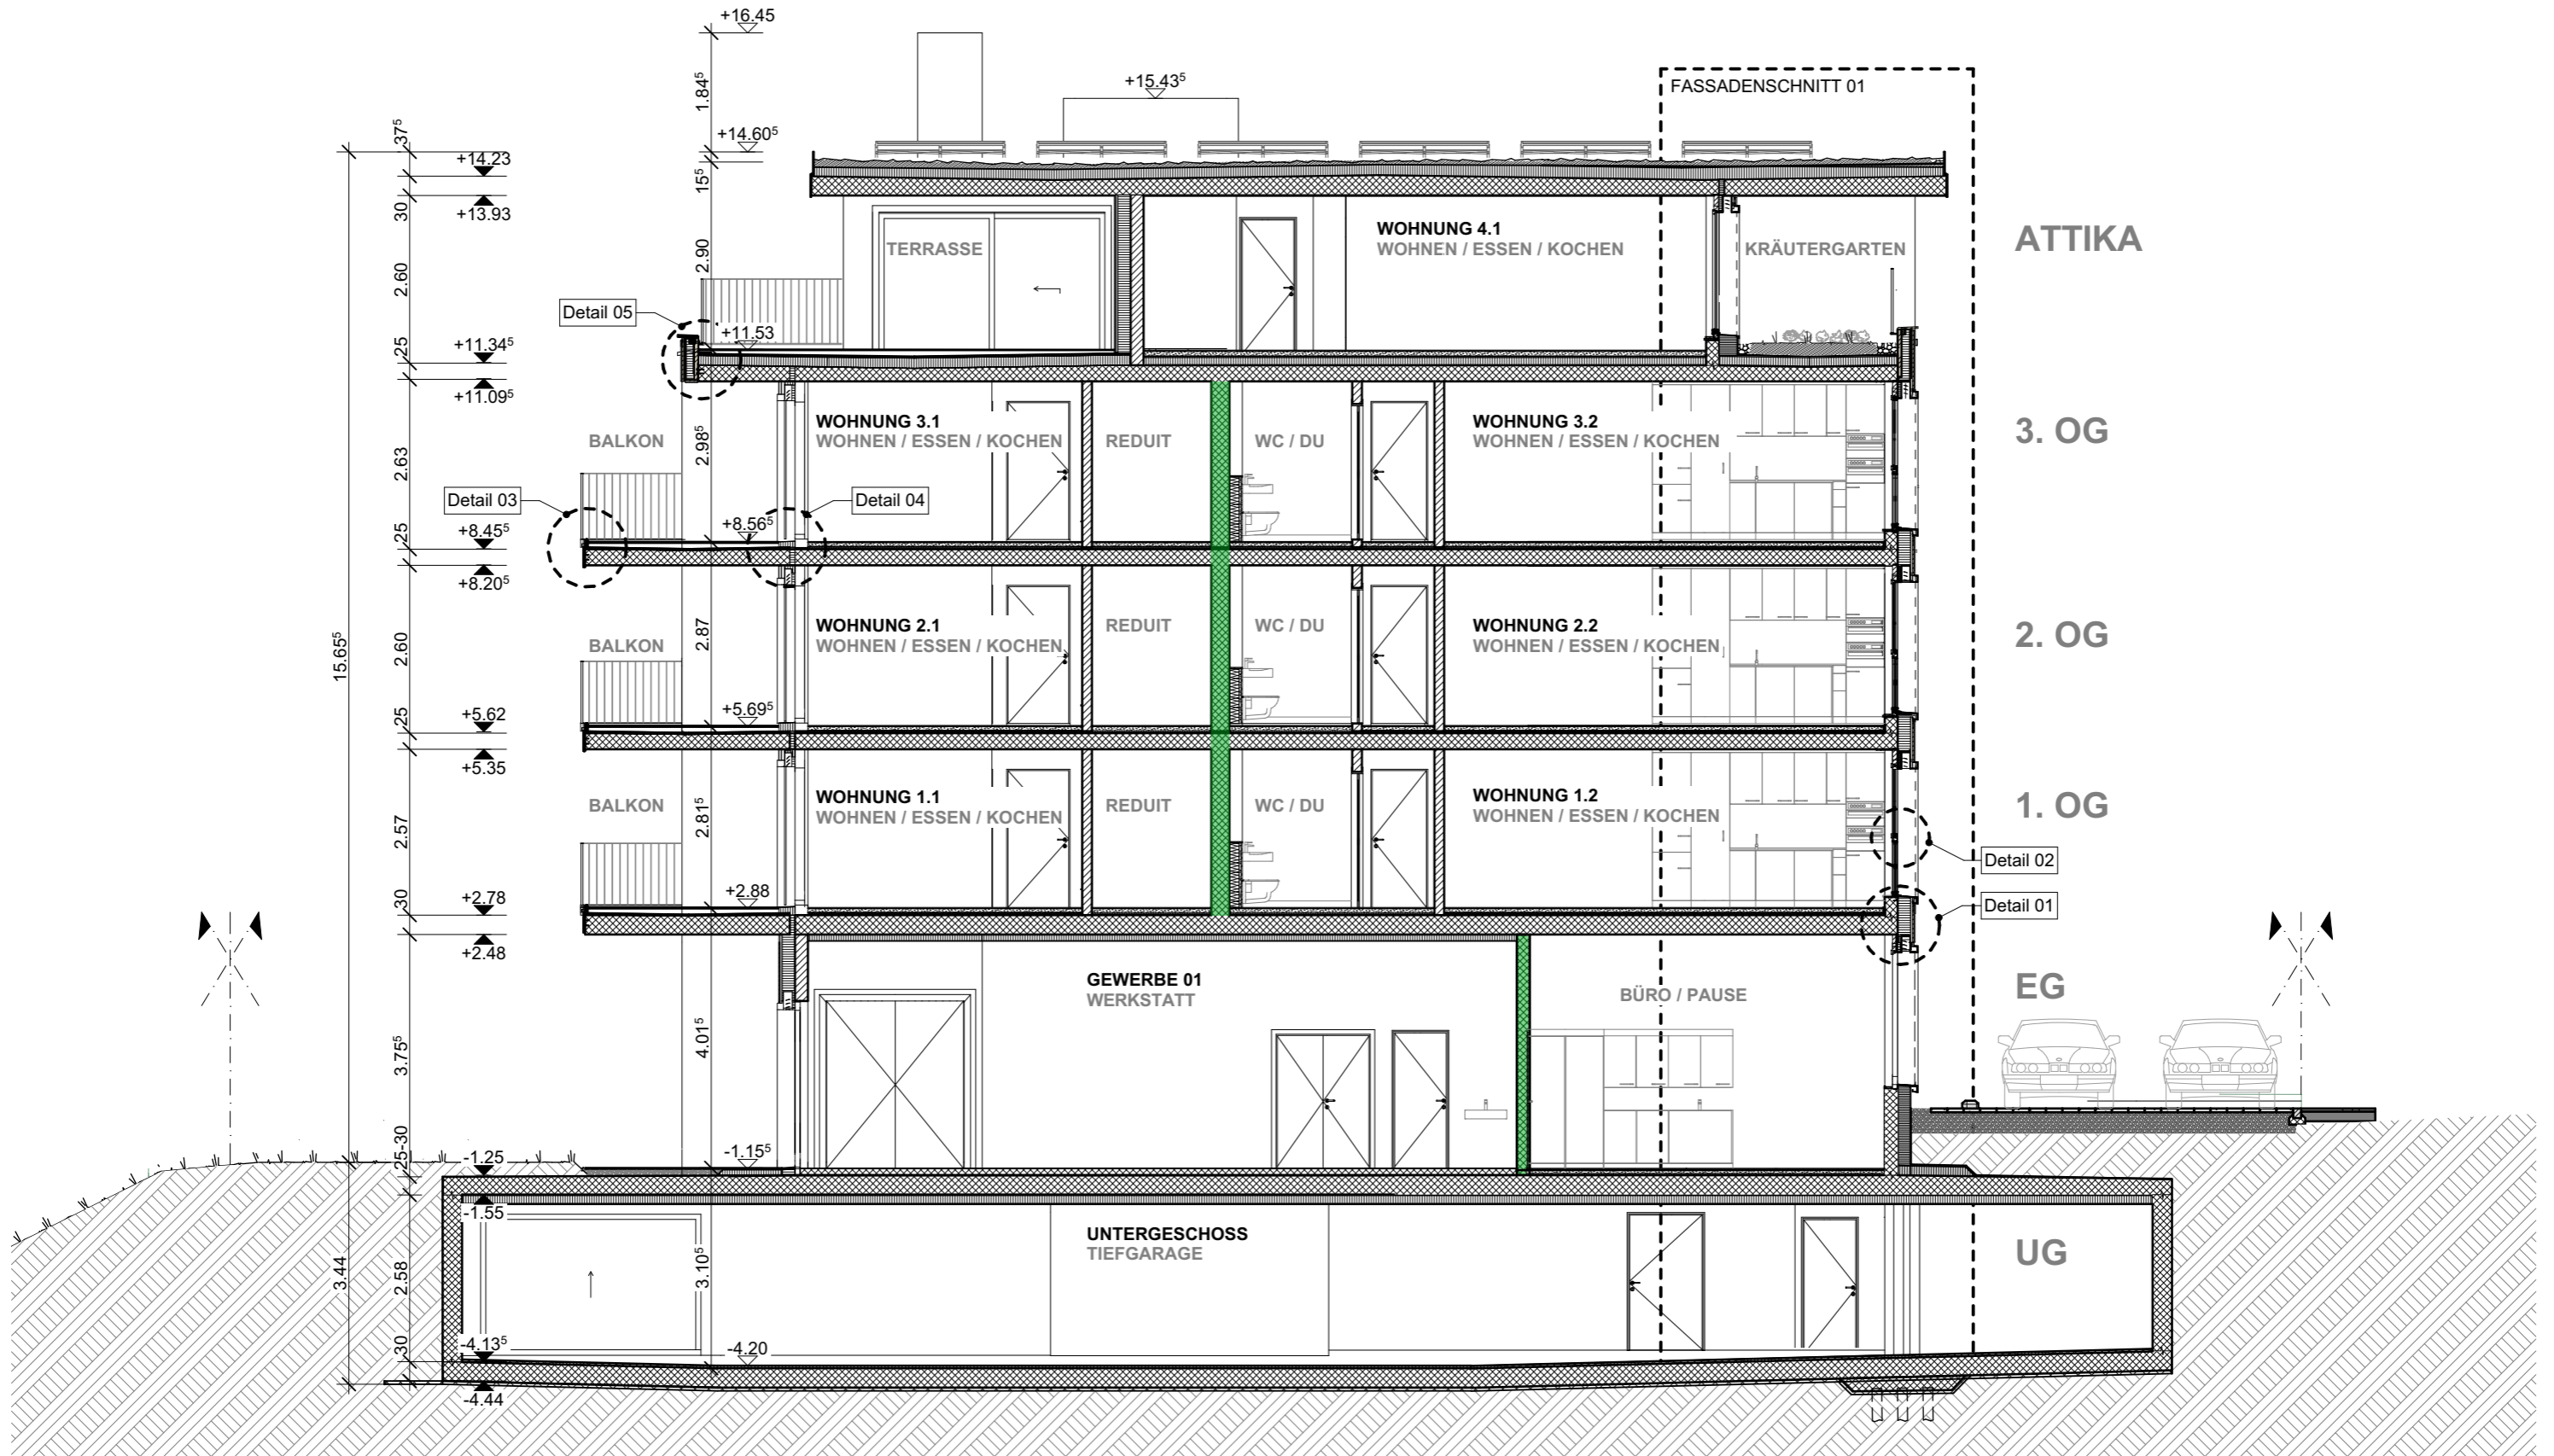 +16.45
1.84⁵
+15.43⁵
FASSADENSCHNITT 01
37⁵
+14.60⁵
+14.23
15⁵
30
+13.93
WOHNUNG 4.1
WOHNEN / ESSEN / KOCHEN
TERRASSE
KRÄUTERGARTEN
ATTIKA
2.90
2.60
Detail 05
+11.53
25
+11.34⁵
+11.09⁵
WOHNUNG 3.1
WOHNEN / ESSEN / KOCHEN
BALKON
REDUIT
WC / DU
WOHNUNG 3.2
WOHNEN / ESSEN / KOCHEN
3. OG
2.98⁵
2.63
Detail 03
Detail 04
+8.56⁵
25
+8.45⁵
+8.20⁵
WOHNUNG 2.1
WOHNEN / ESSEN / KOCHEN
BALKON
REDUIT
WC / DU
WOHNUNG 2.2
WOHNEN / ESSEN / KOCHEN
2. OG
15.65⁵
2.60
2.87
+5.69⁵
25
+5.62
+5.35
WOHNUNG 1.1
WOHNEN / ESSEN / KOCHEN
BALKON
REDUIT
WC / DU
WOHNUNG 1.2
WOHNEN / ESSEN / KOCHEN
1. OG
2.81⁵
2.57
Detail 02
+2.88
30
+2.78
Detail 01
+2.48
GEWERBE 01
WERKSTATT
BÜRO / PAUSE
EG
4.01⁵
3.75⁵
25-30
-1.25
-1.15⁵
-1.55
UNTERGESCHOSS
TIEFGARAGE
UG
3.44
2.58
3.10⁵
30
-4.13⁵
-4.20
-4.44